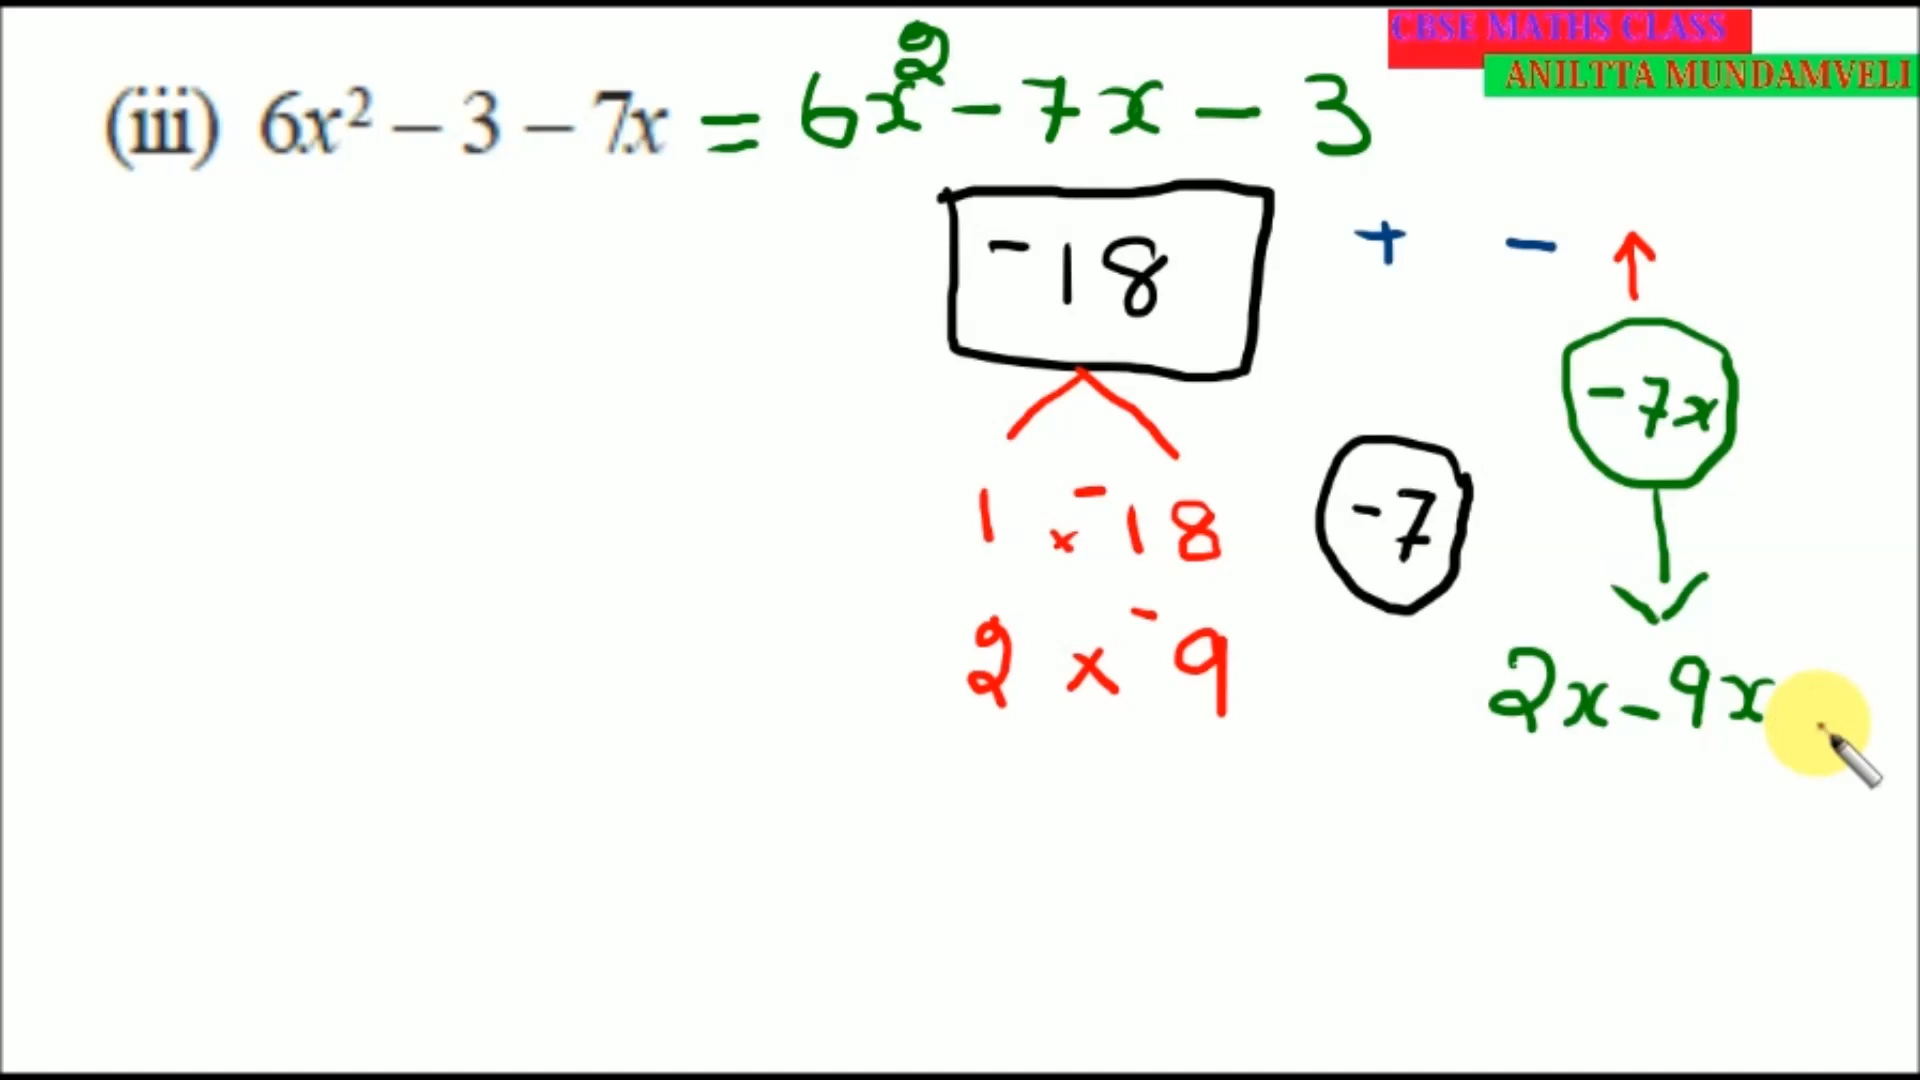 CBSE MATHS CLASS
ANILTTA MUNDAMVELI
(iii) 6x² – 3 – 7x = 6x² - 7x - 3
-18 + -
-7x
1 × -18 -7
2 × -9 2x - 9x